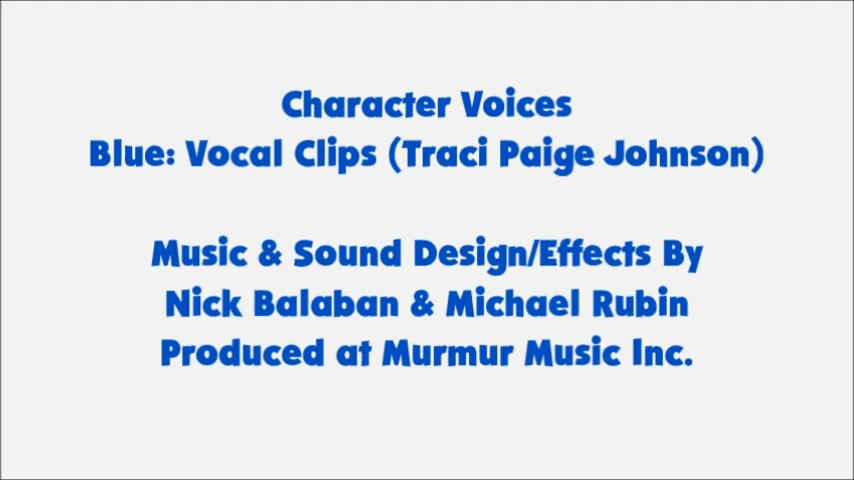 Character Voices
Blue: Vocal Clips (Traci Paige Johnson)
Music & Sound Design/Effects By
Nick Balaban & Michael Rubin
Produced at Murmur Music Inc.